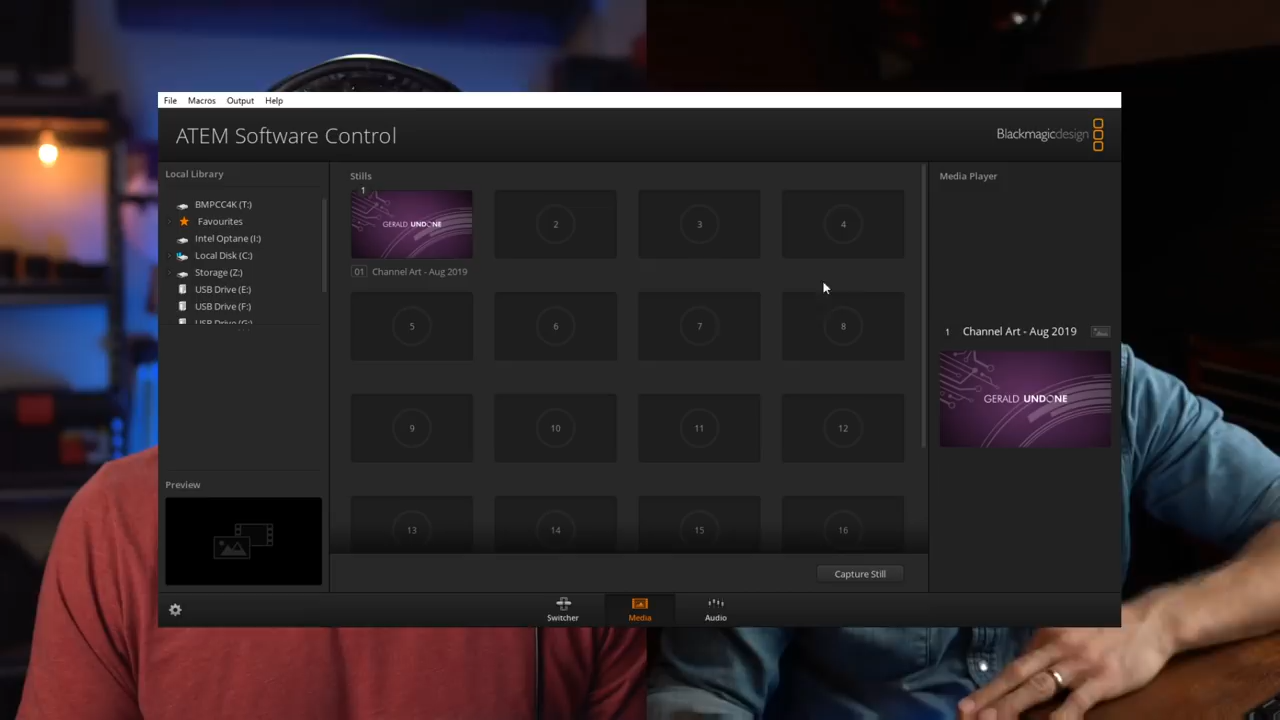 File Macros Output Help
ATEM Software Control
Blackmagicdesign
Local Library
BMPCC4K (T:)
Favourites
Intel Optane (I:)
Local Disk (C:)
Storage (Z:)
USB Drive (E:)
USB Drive (F:)
USB Drive (G:)
Preview
Stills
1
GERALD UNDONE
01 Channel Art - Aug 2019
2
3
4
5
6
7
8
9
10
11
12
13
14
15
16
Capture Still
Media Player
1 Channel Art - Aug 2019
GERALD UNDONE
Switcher
Media
Audio